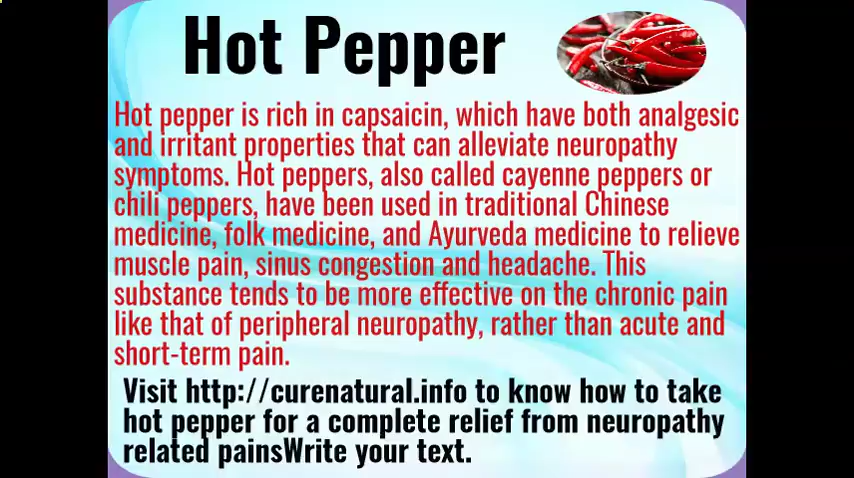 Hot Pepper
Hot pepper is rich in capsaicin, which have both analgesic
and irritant properties that can alleviate neuropathy
symptoms. Hot peppers, also called cayenne peppers or
chili peppers, have been used in traditional Chinese
medicine, folk medicine, and Ayurveda medicine to relieve
muscle pain, sinus congestion and headache. This
substance tends to be more effective on the chronic pain
like that of peripheral neuropathy, rather than acute and
short-term pain.
Visit http://curenatural.info to know how to take
hot pepper for a complete relief from neuropathy
related painsWrite your text.